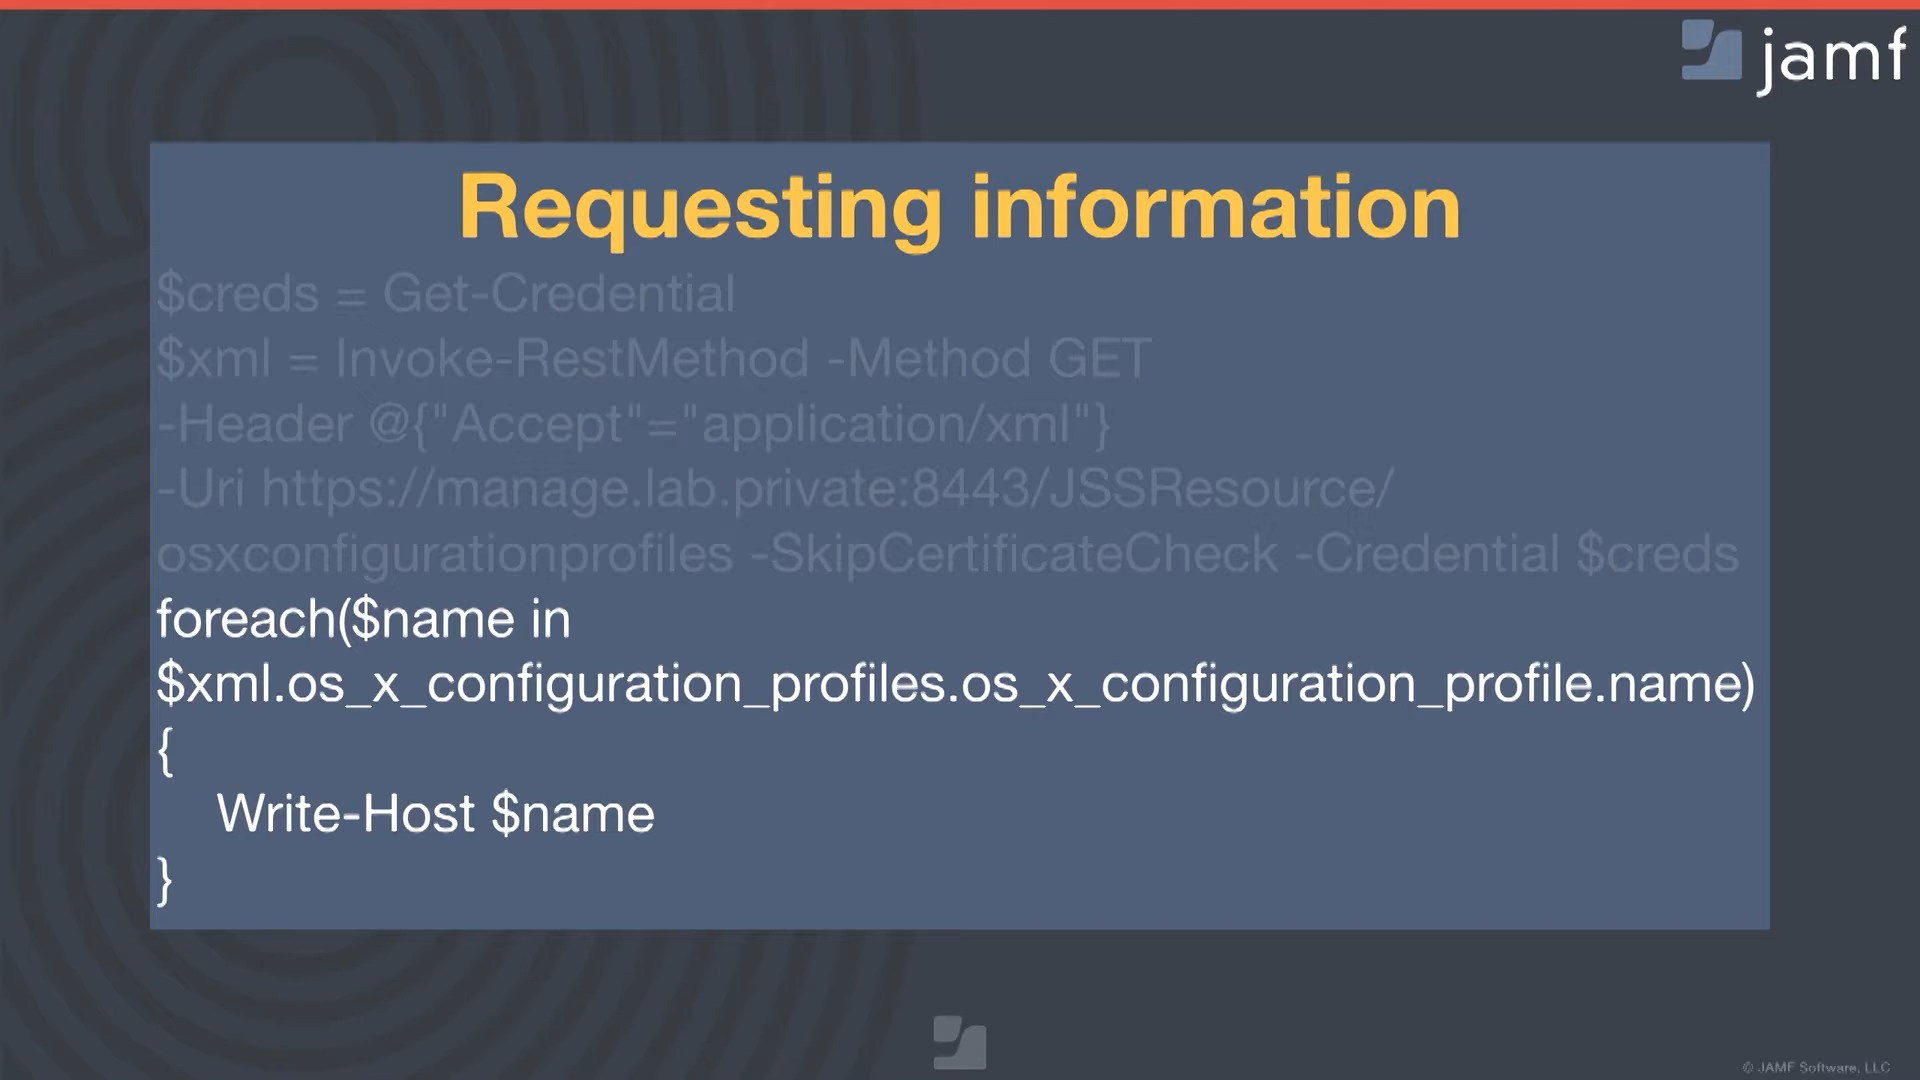 jamf
Requesting information
$creds = Get-Credential
$xml = Invoke-RestMethod -Method GET
-Header @{"Accept"="application/xml"}
-Uri https://manage.lab.private:8443/JSSResource/
osxconfigurationprofiles -SkipCertificateCheck -Credential $creds
foreach($name in
$xml.os_x_configuration_profiles.os_x_configuration_profile.name)
{
    Write-Host $name
}
© JAMF Software, LLC